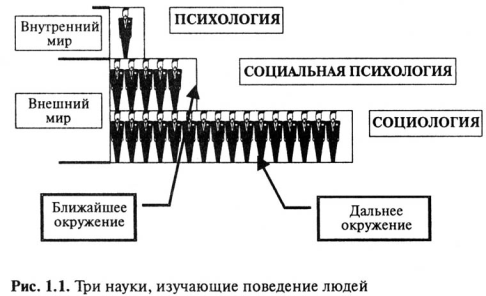 Внутренний
мир
ПСИХОЛОГИЯ
СОЦИАЛЬНАЯ ПСИХОЛОГИЯ
Внешний
мир
СОЦИОЛОГИЯ
Ближайшее
окружение
Дальнее
окружение
Рис. 1.1. Три науки, изучающие поведение людей